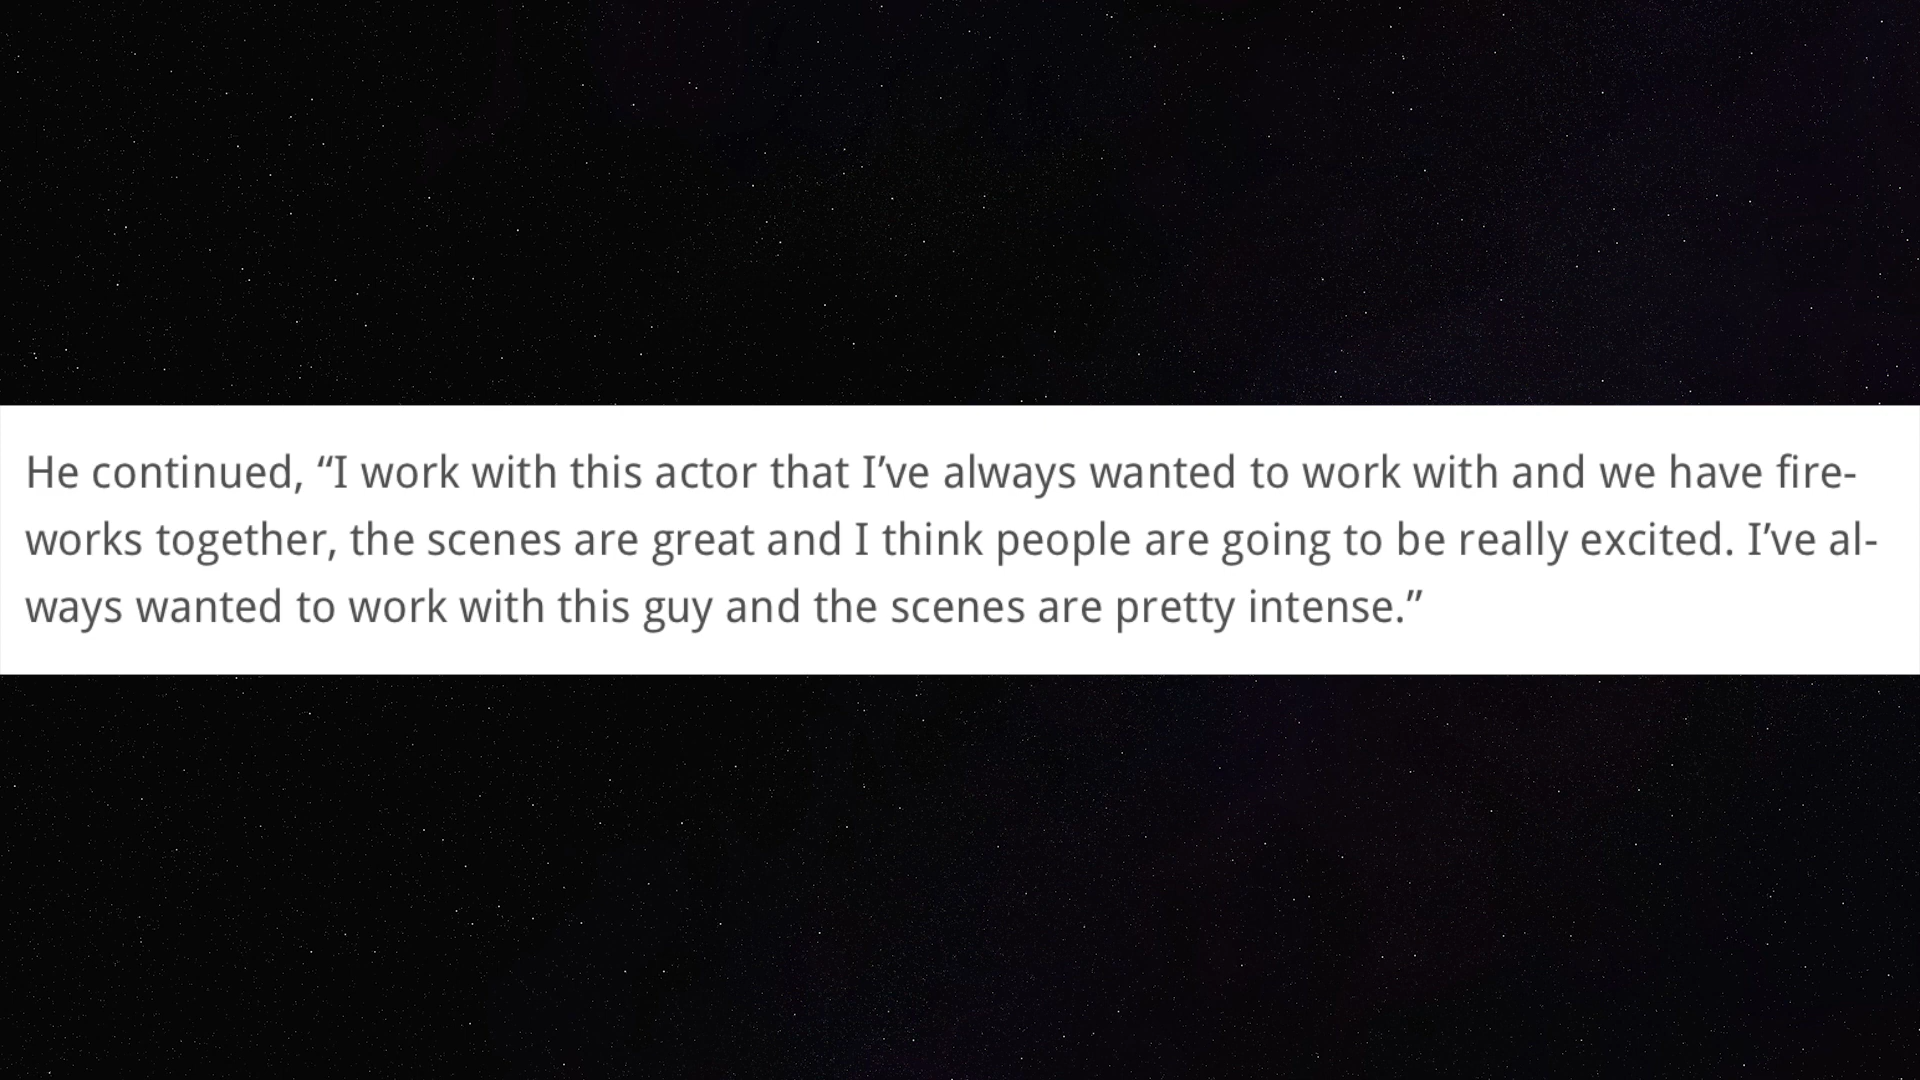 He continued, “I work with this actor that I’ve always wanted to work with and we have fire-
works together, the scenes are great and I think people are going to be really excited. I’ve al-
ways wanted to work with this guy and the scenes are pretty intense.”